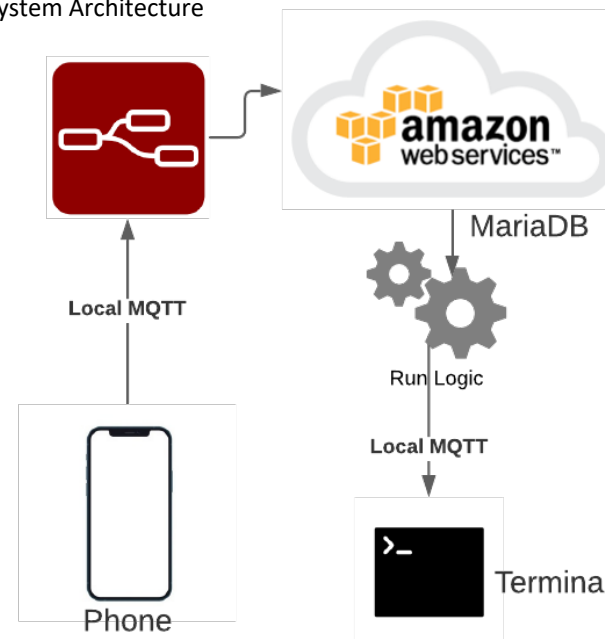 ystem Architecture
amazon
webservices™
MariaDB
Local MQTT
Run Logic
Local MQTT
Phone
Termina